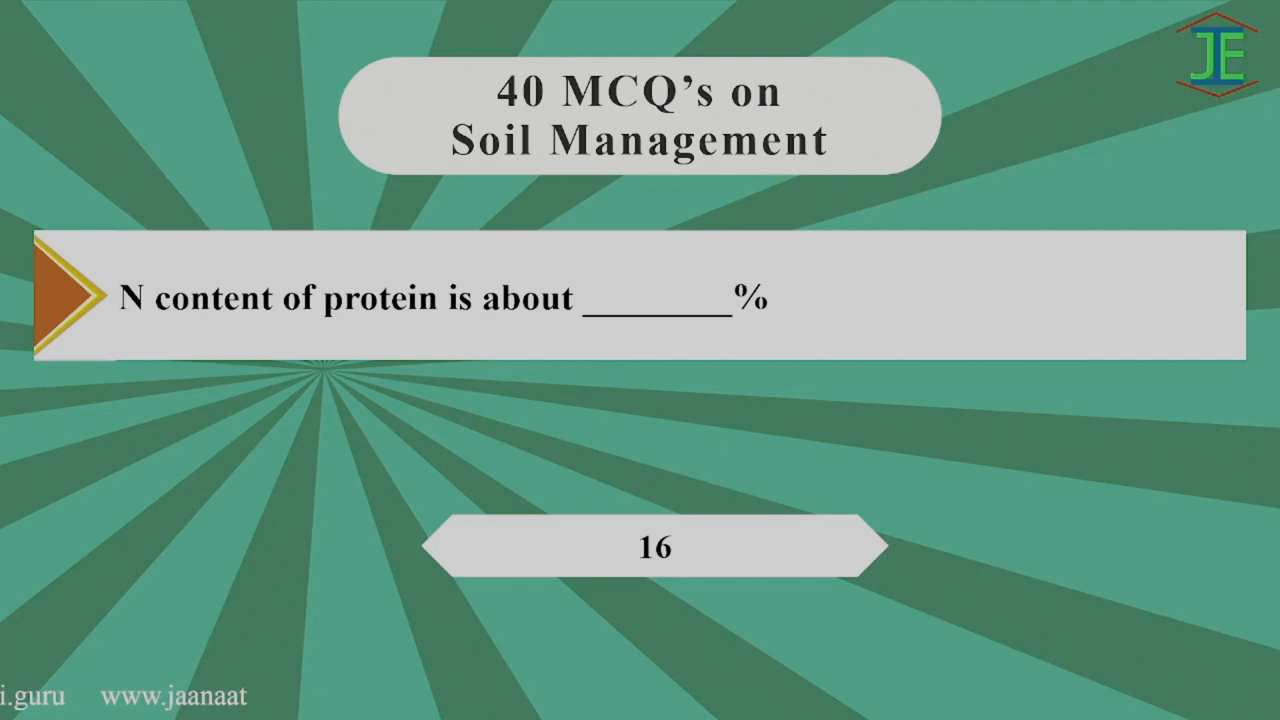 JE
40 MCQ’s on
Soil Management
N content of protein is about ________%
16
i.guru www.jaanaat